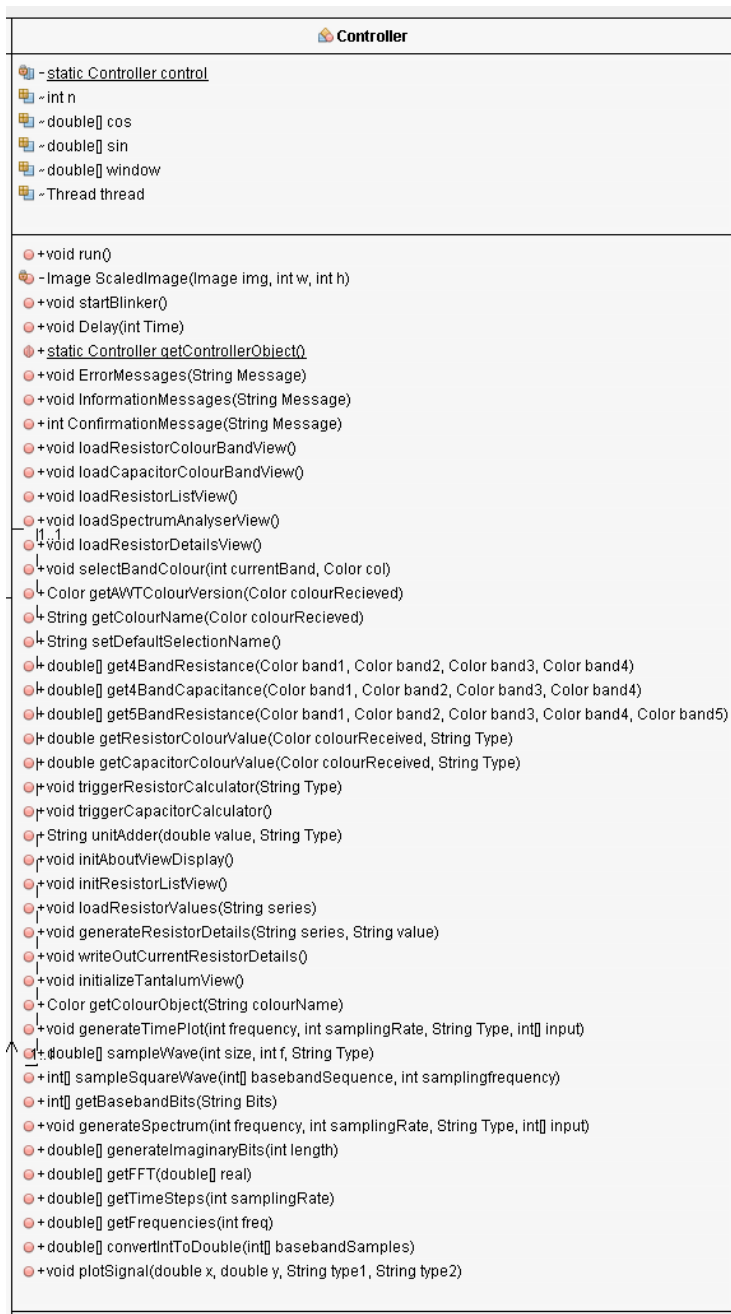 Controller
- static Controller control
~ int n
~ double[] cos
~ double[] sin
~ double[] window
~ Thread thread
+ void run()
- Image ScaledImage(Image img, int w, int h)
+ void startBlinker()
+ void Delay(int Time)
+ static Controller getControllerObject()
+ void ErrorMessages(String Message)
+ void InformationMessages(String Message)
+ int ConfirmationMessage(String Message)
+ void loadResistorColourBandView()
+ void loadCapacitorColourBandView()
+ void loadResistorListView()
+ void loadSpectrumAnalyserView()
1..1
+ void loadResistorDetailsView()
+ void selectBandColour(int currentBand, Color col)
+ Color getAWTColourVersion(Color colourRecieved)
+ String getColourName(Color colourRecieved)
+ String setDefaultSelectionName()
+ double[] get4BandResistance(Color band1, Color band2, Color band3, Color band4)
+ double[] get4BandCapacitance(Color band1, Color band2, Color band3, Color band4)
+ double[] get5BandResistance(Color band1, Color band2, Color band3, Color band4, Color band5)
+ double getResistorColourValue(Color colourReceived, String Type)
+ double getCapacitorColourValue(Color colourReceived, String Type)
+ void triggerResistorCalculator(String Type)
+ void triggerCapacitorCalculator()
+ String unitAdder(double value, String Type)
+ void initAboutViewDisplay()
+ void initResistorListView()
+ void loadResistorValues(String series)
+ void generateResistorDetails(String series, String value)
+ void writeOutCurrentResistorDetails()
+ void initializeTantalumView()
+ Color getColourObject(String colourName)
+ void generateTimePlot(int frequency, int samplingRate, String Type, int[] input)
+ double[] sampleWave(int size, int f, String Type)
+ int[] sampleSquareWave(int[] basebandSequence, int samplingfrequency)
+ int[] getBasebandBits(String Bits)
+ void generateSpectrum(int frequency, int samplingRate, String Type, int[] input)
+ double[] generateImaginaryBits(int length)
+ double[] getFFT(double[] real)
+ double[] getTimeSteps(int samplingRate)
+ double[] getFrequencies(int freq)
+ double[] convertIntToDouble(int[] basebandSamples)
+ void plotSignal(double x, double y, String type1, String type2)